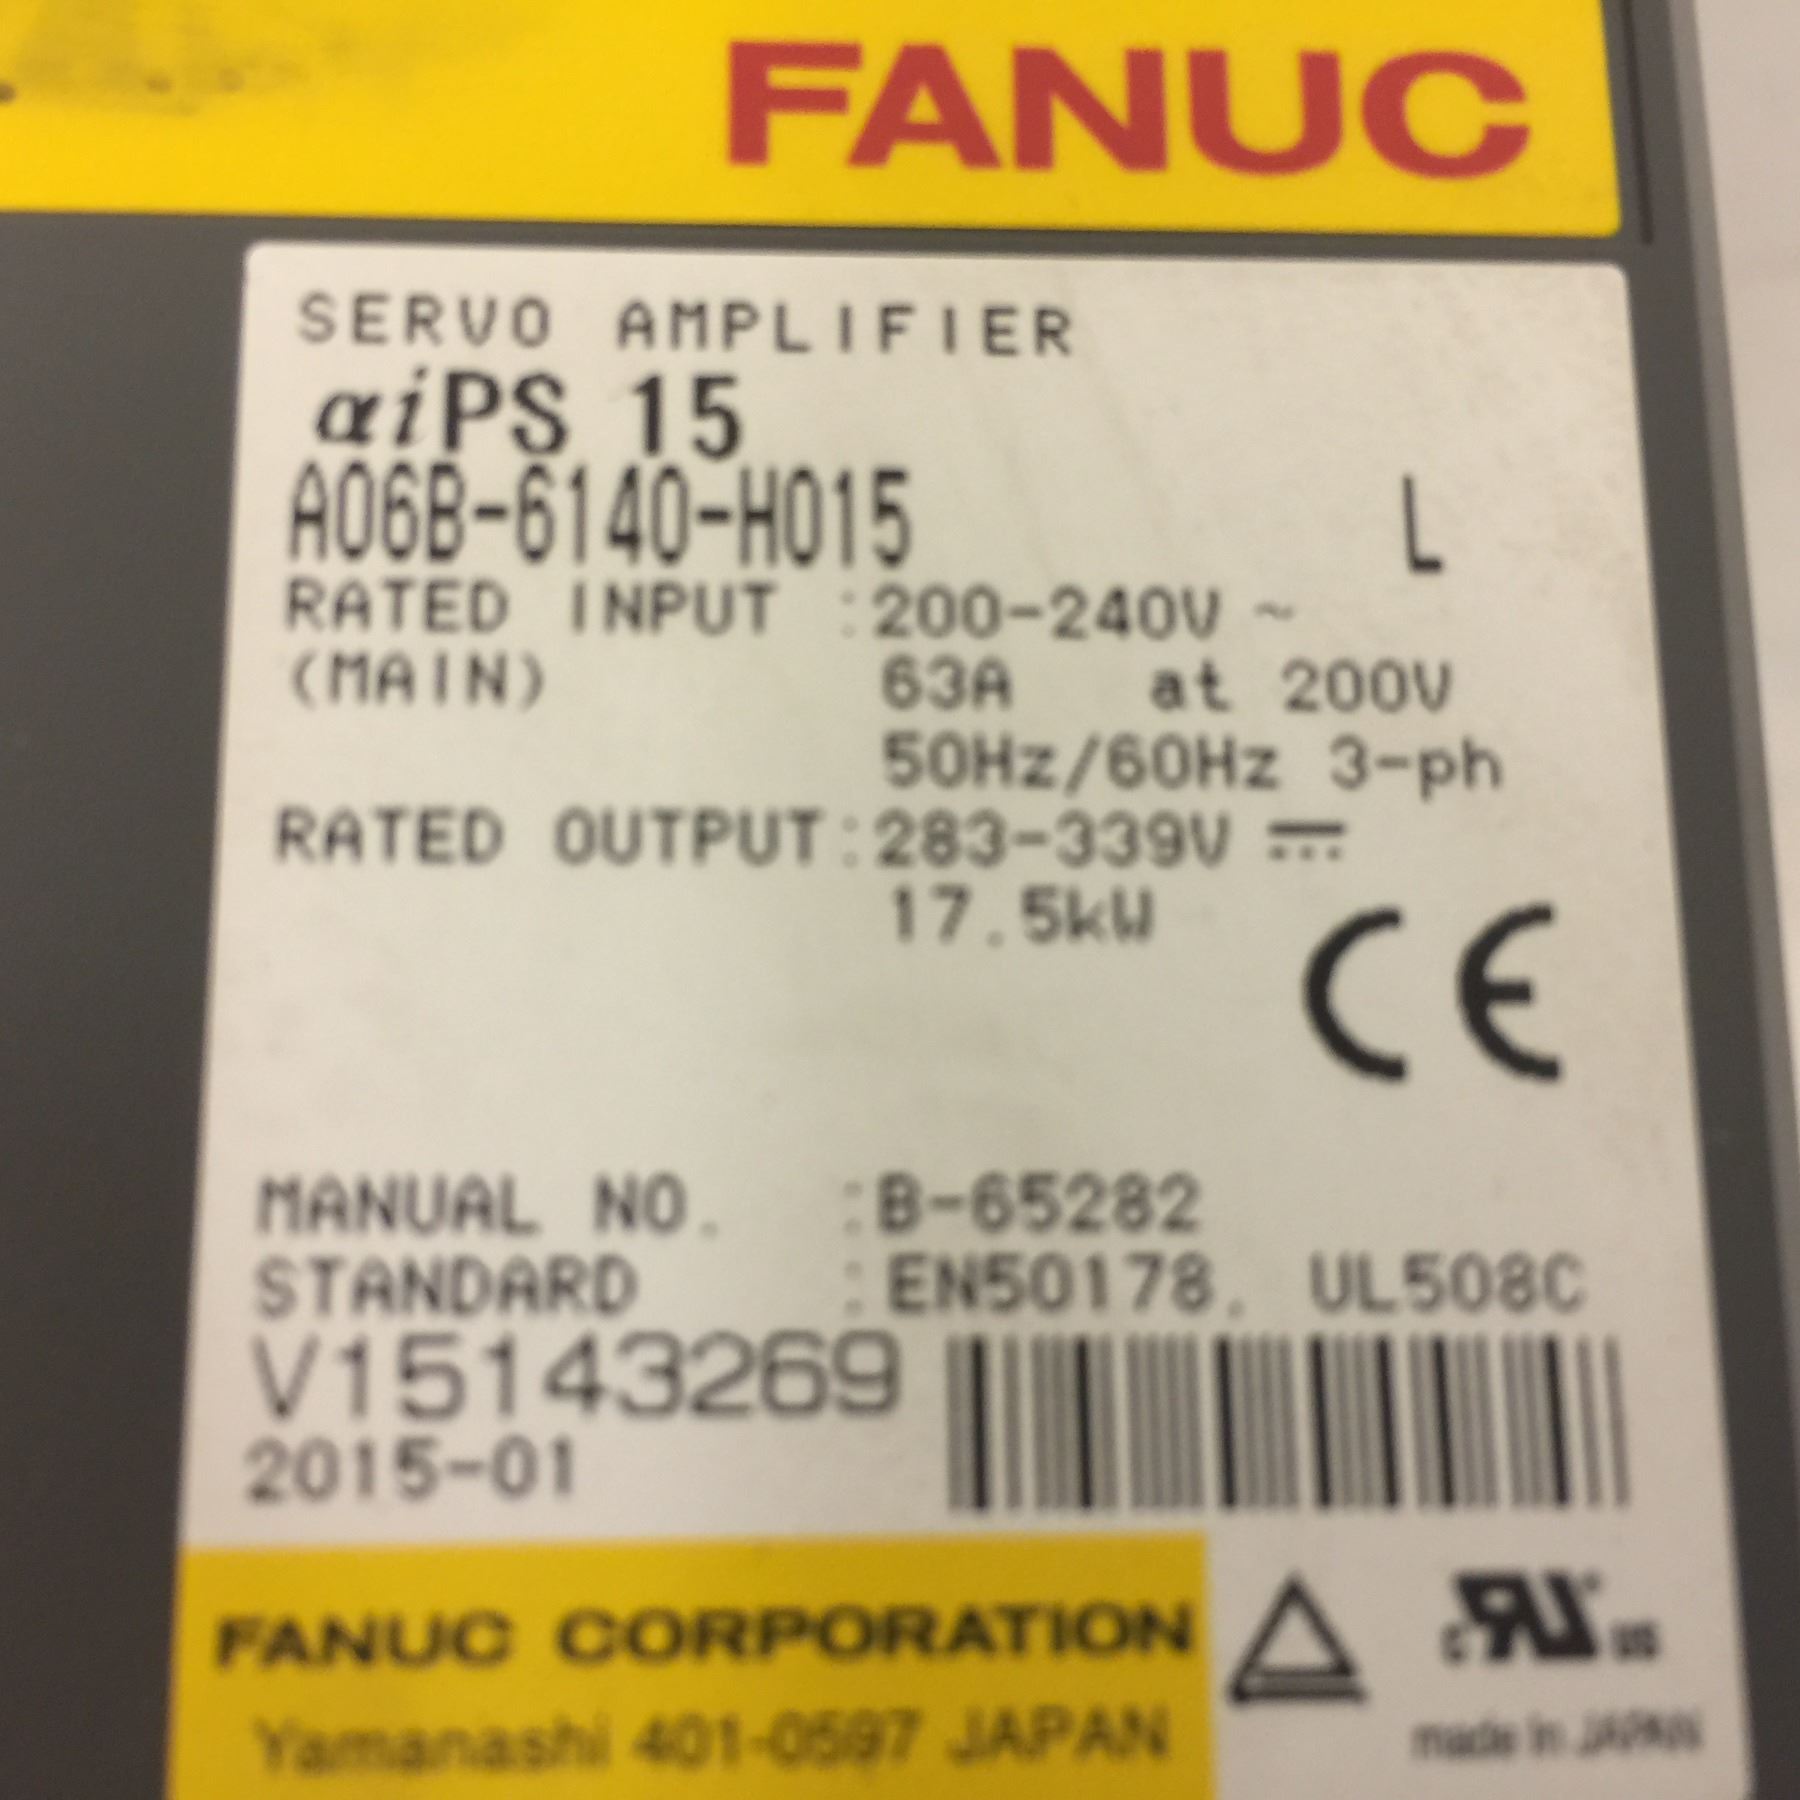 FANUC
SERVO AMPLIFIER
αiPS 15
A06B-6140-H015 L
RATED INPUT :200-240V ~
(MAIN) 63A at 200V
50Hz/60Hz 3-ph
RATED OUTPUT:283-339V ⎓
17.5kW
CE
MANUAL NO. :B-65282
STANDARD :EN50178, UL508C
V15143269
2015-01
FANUC CORPORATION
Yamanashi 401-0597 JAPAN
c RU us
made in JAPAN